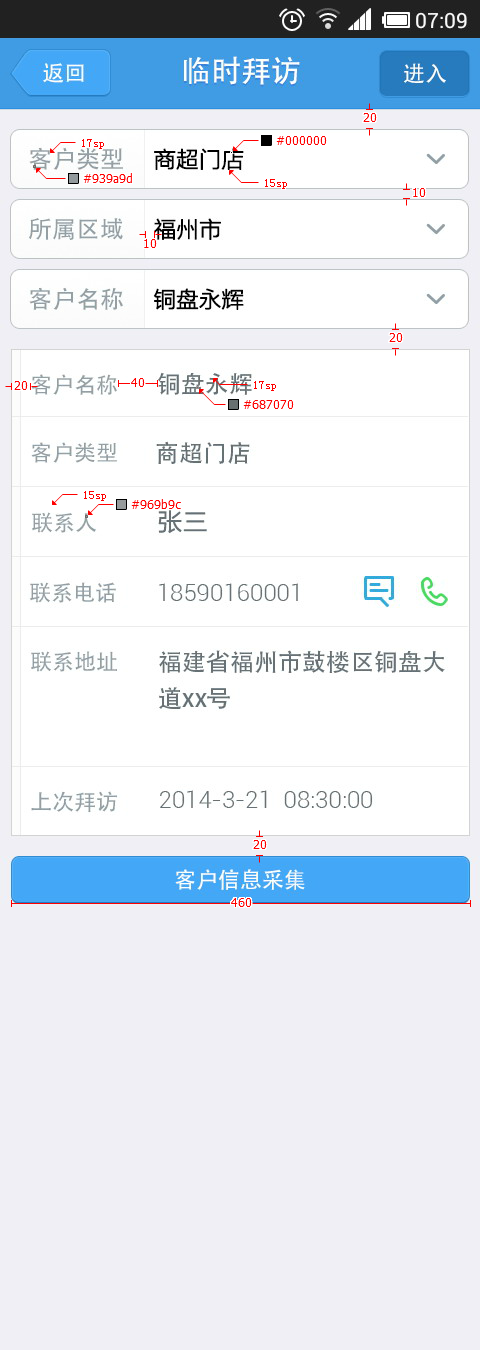 07:09
返回 临时拜访 进入
20
客户类型 17sp #939a9d 商超门店 #000000 15sp
10
所属区域 10 福州市
客户名称 铜盘永辉
20
20 客户名称 40 铜盘永辉 17sp
#687070
客户类型 商超门店
15sp #969b9c
联系人 张三
联系电话 18590160001
联系地址 福建省福州市鼓楼区铜盘大
道xx号
上次拜访 2014-3-21 08:30:00
20
客户信息采集
460